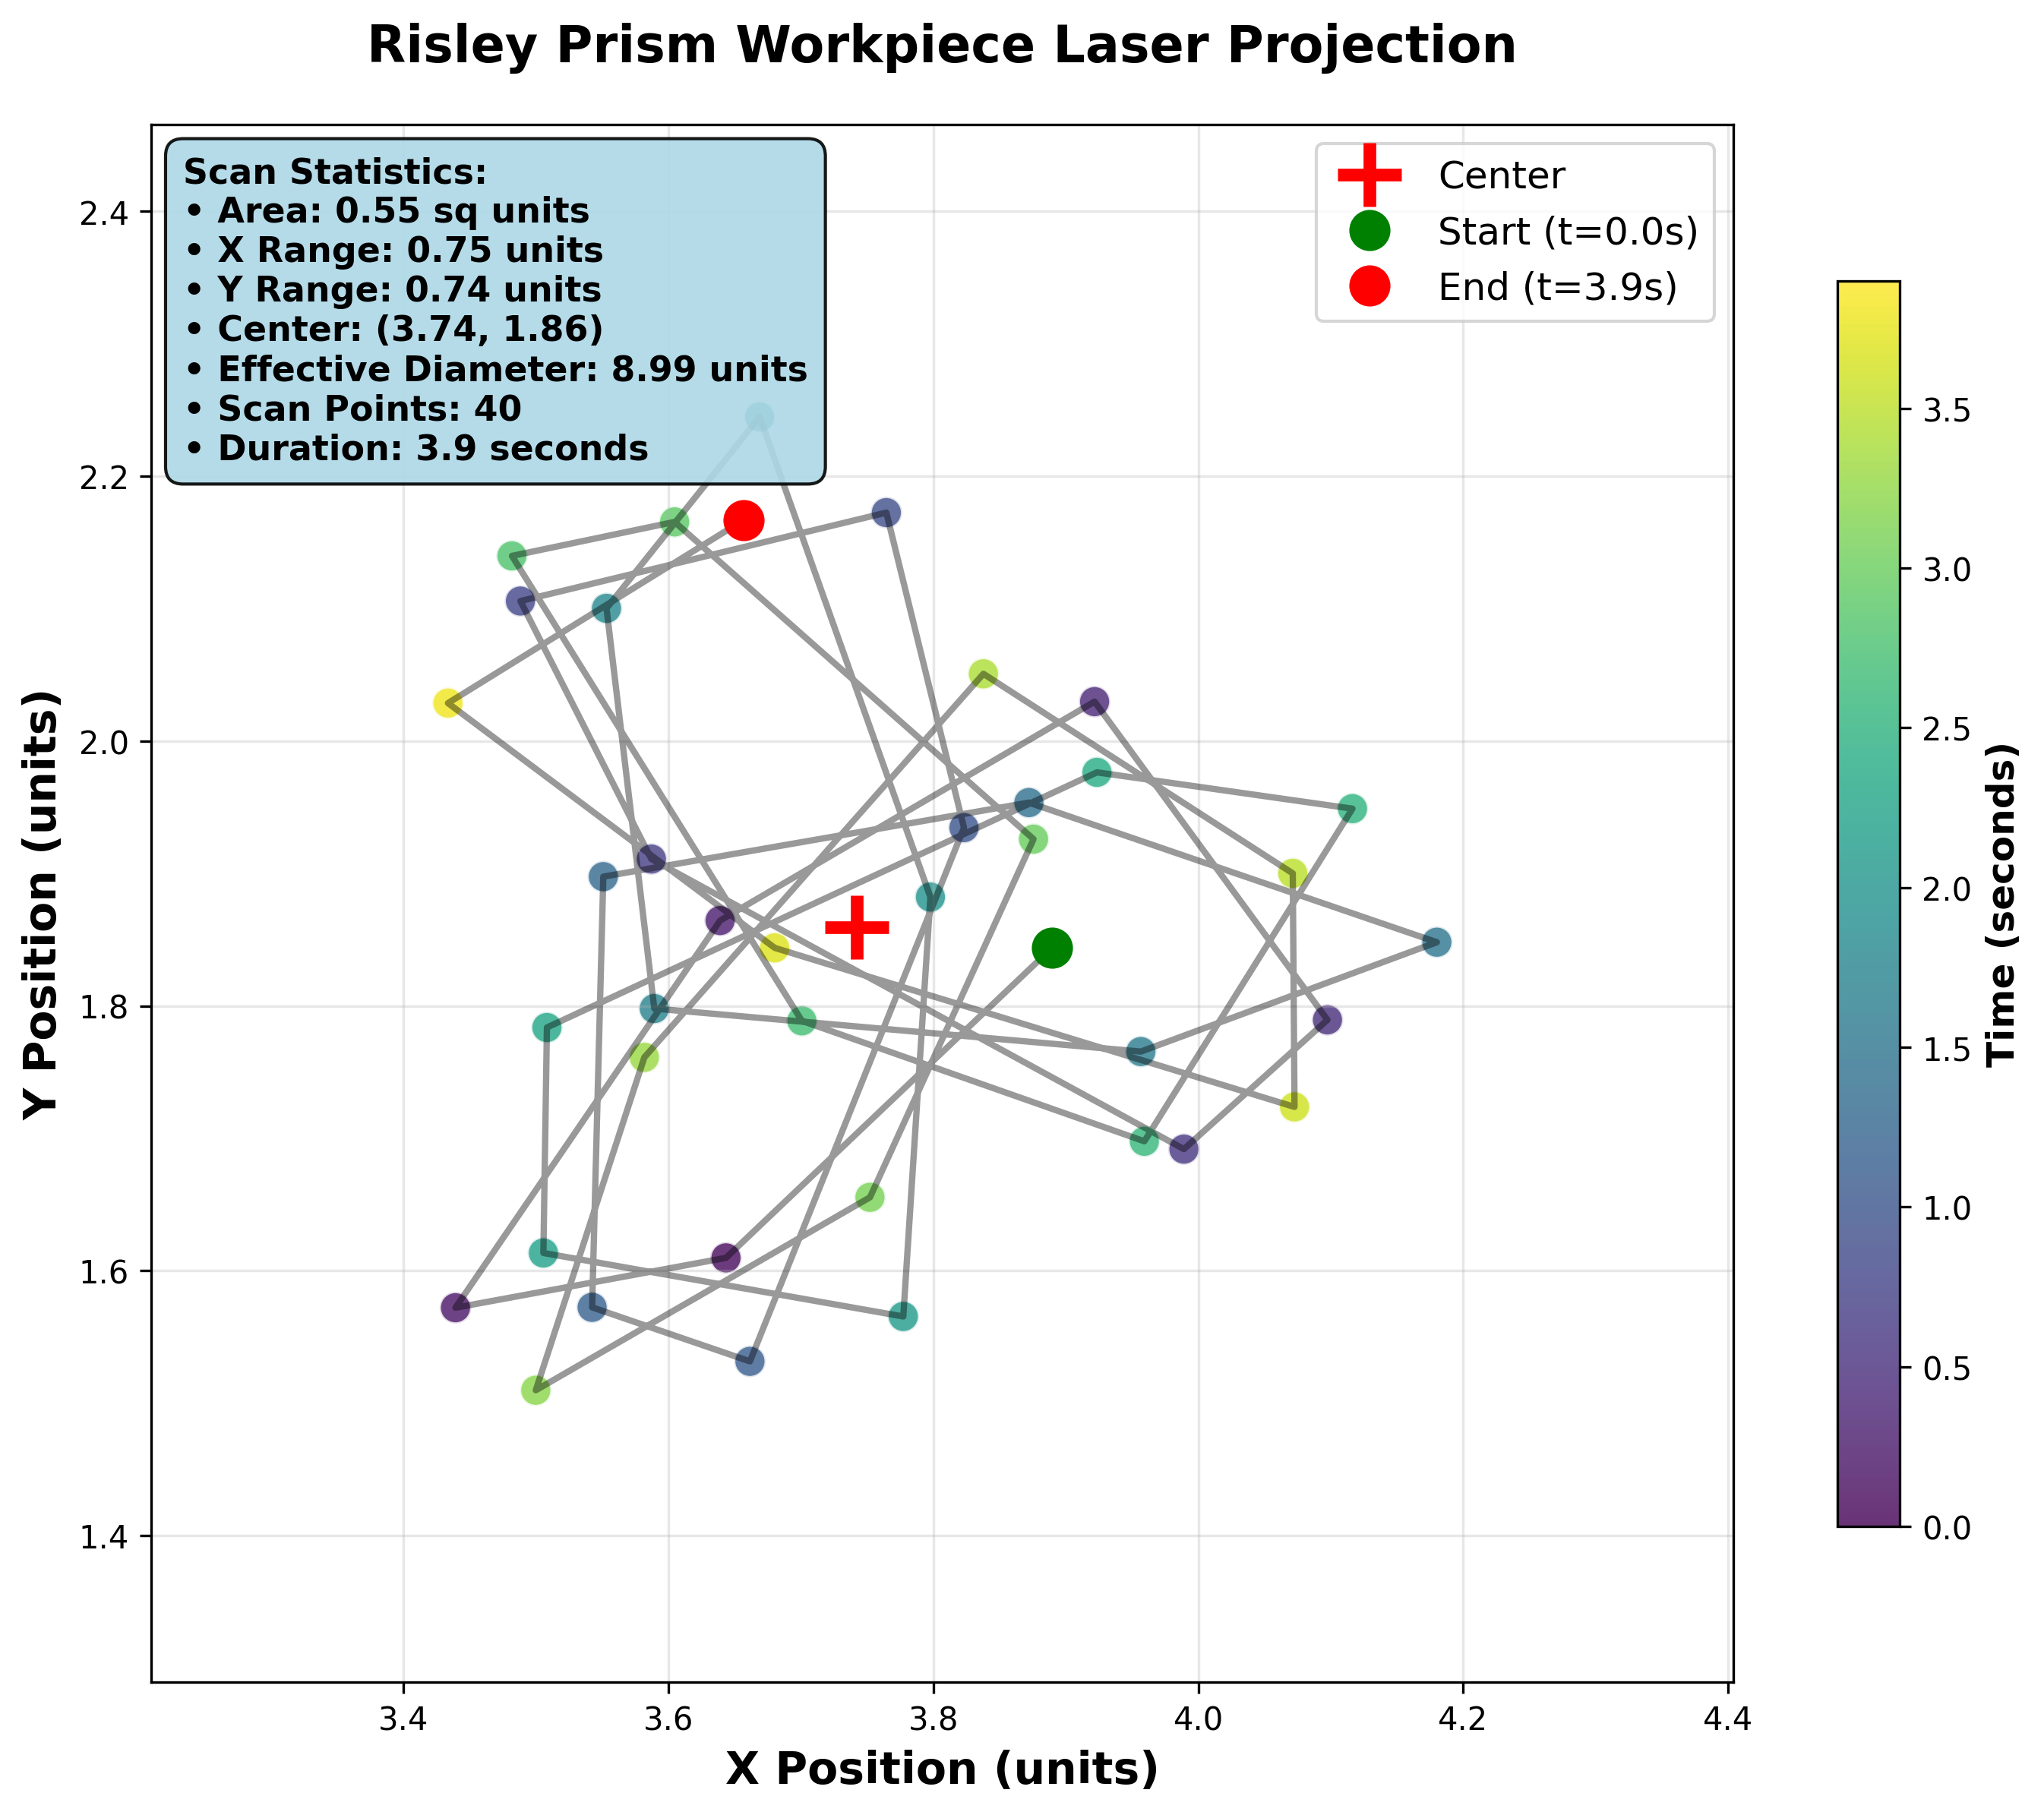 Risley Prism Workpiece Laser Projection
Scan Statistics:
• Area: 0.55 sq units
• X Range: 0.75 units
• Y Range: 0.74 units
• Center: (3.74, 1.86)
• Effective Diameter: 8.99 units
• Scan Points: 40
• Duration: 3.9 seconds
Center
Start (t=0.0s)
End (t=3.9s)
Y Position (units)
2.4
2.2
2.0
1.8
1.6
1.4
3.4
3.6
3.8
4.0
4.2
4.4
X Position (units)
3.5
3.0
2.5
2.0
1.5
1.0
0.5
0.0
Time (seconds)